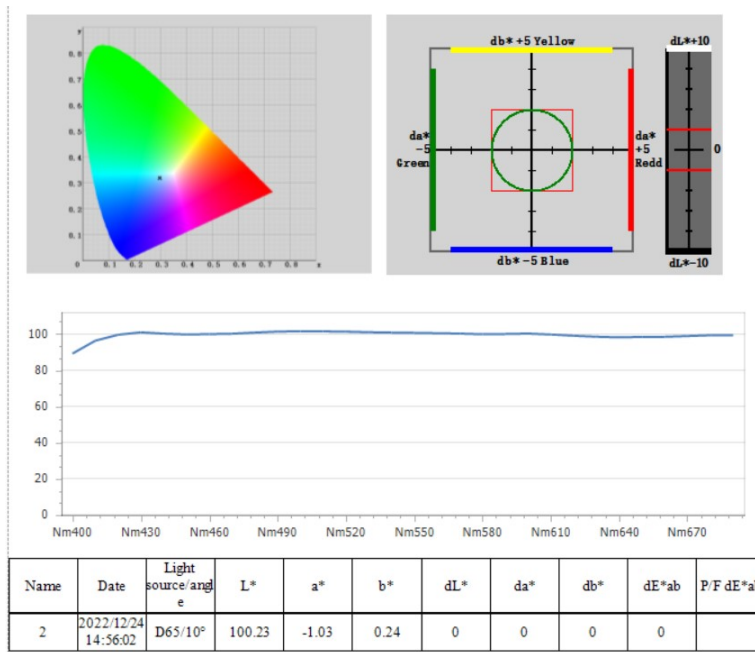 y
0.9
0.8
0.7
0.6
0.5
0.4
0.3
0.2
0.1
0 0.1 0.2 0.3 0.4 0.5 0.6 0.7 0.8 x
db* +5 Yellow
da*
-5
Green
da*
+5
Redd
db* -5 Blue
dL*+10
0
dL*-10
100
80
60
40
20
0
Nm400 Nm430 Nm460 Nm490 Nm520 Nm550 Nm580 Nm610 Nm640 Nm670
Name Date Light source/angle L* a* b* dL* da* db* dE*ab P/F dE*a
2 2022/12/24 14:56:02 D65/10° 100.23 -1.03 0.24 0 0 0 0